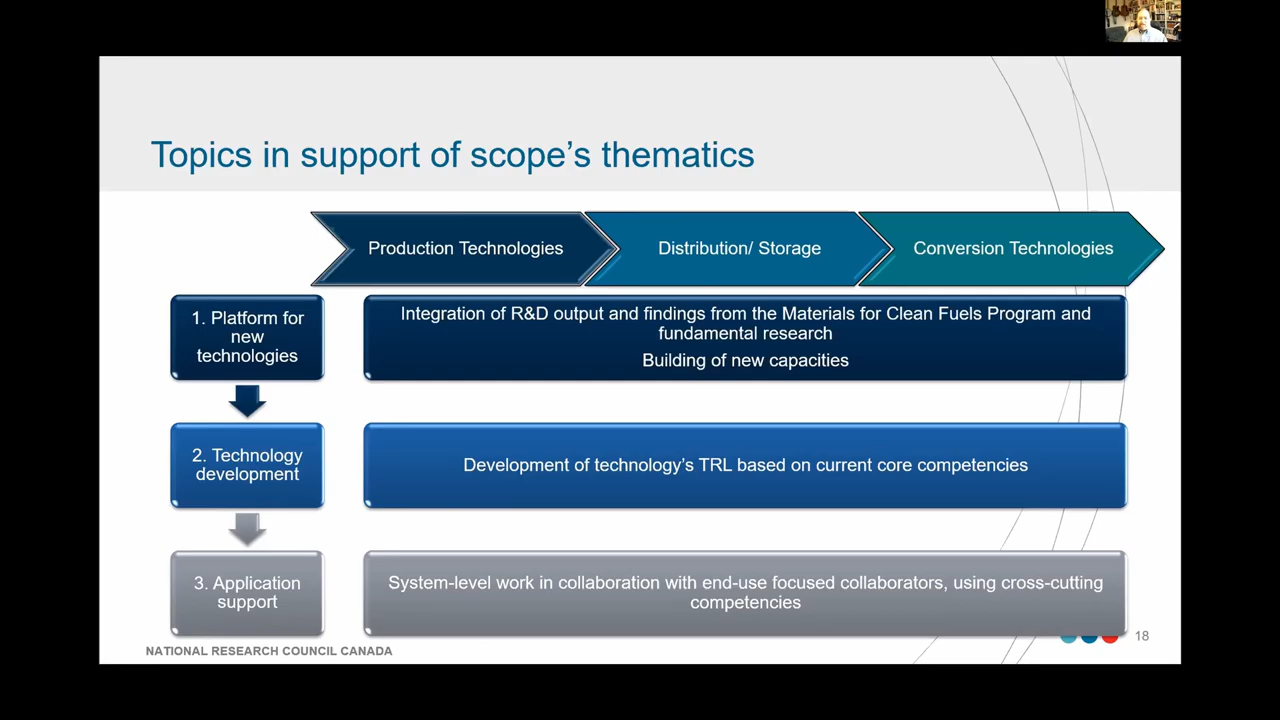 Topics in support of scope's thematics
Production Technologies
Distribution/ Storage
Conversion Technologies
1. Platform for
new
technologies
Integration of R&D output and findings from the Materials for Clean Fuels Program and
fundamental research
Building of new capacities
2. Technology
development
Development of technology's TRL based on current core competencies
3. Application
support
System-level work in collaboration with end-use focused collaborators, using cross-cutting
competencies
NATIONAL RESEARCH COUNCIL CANADA
18